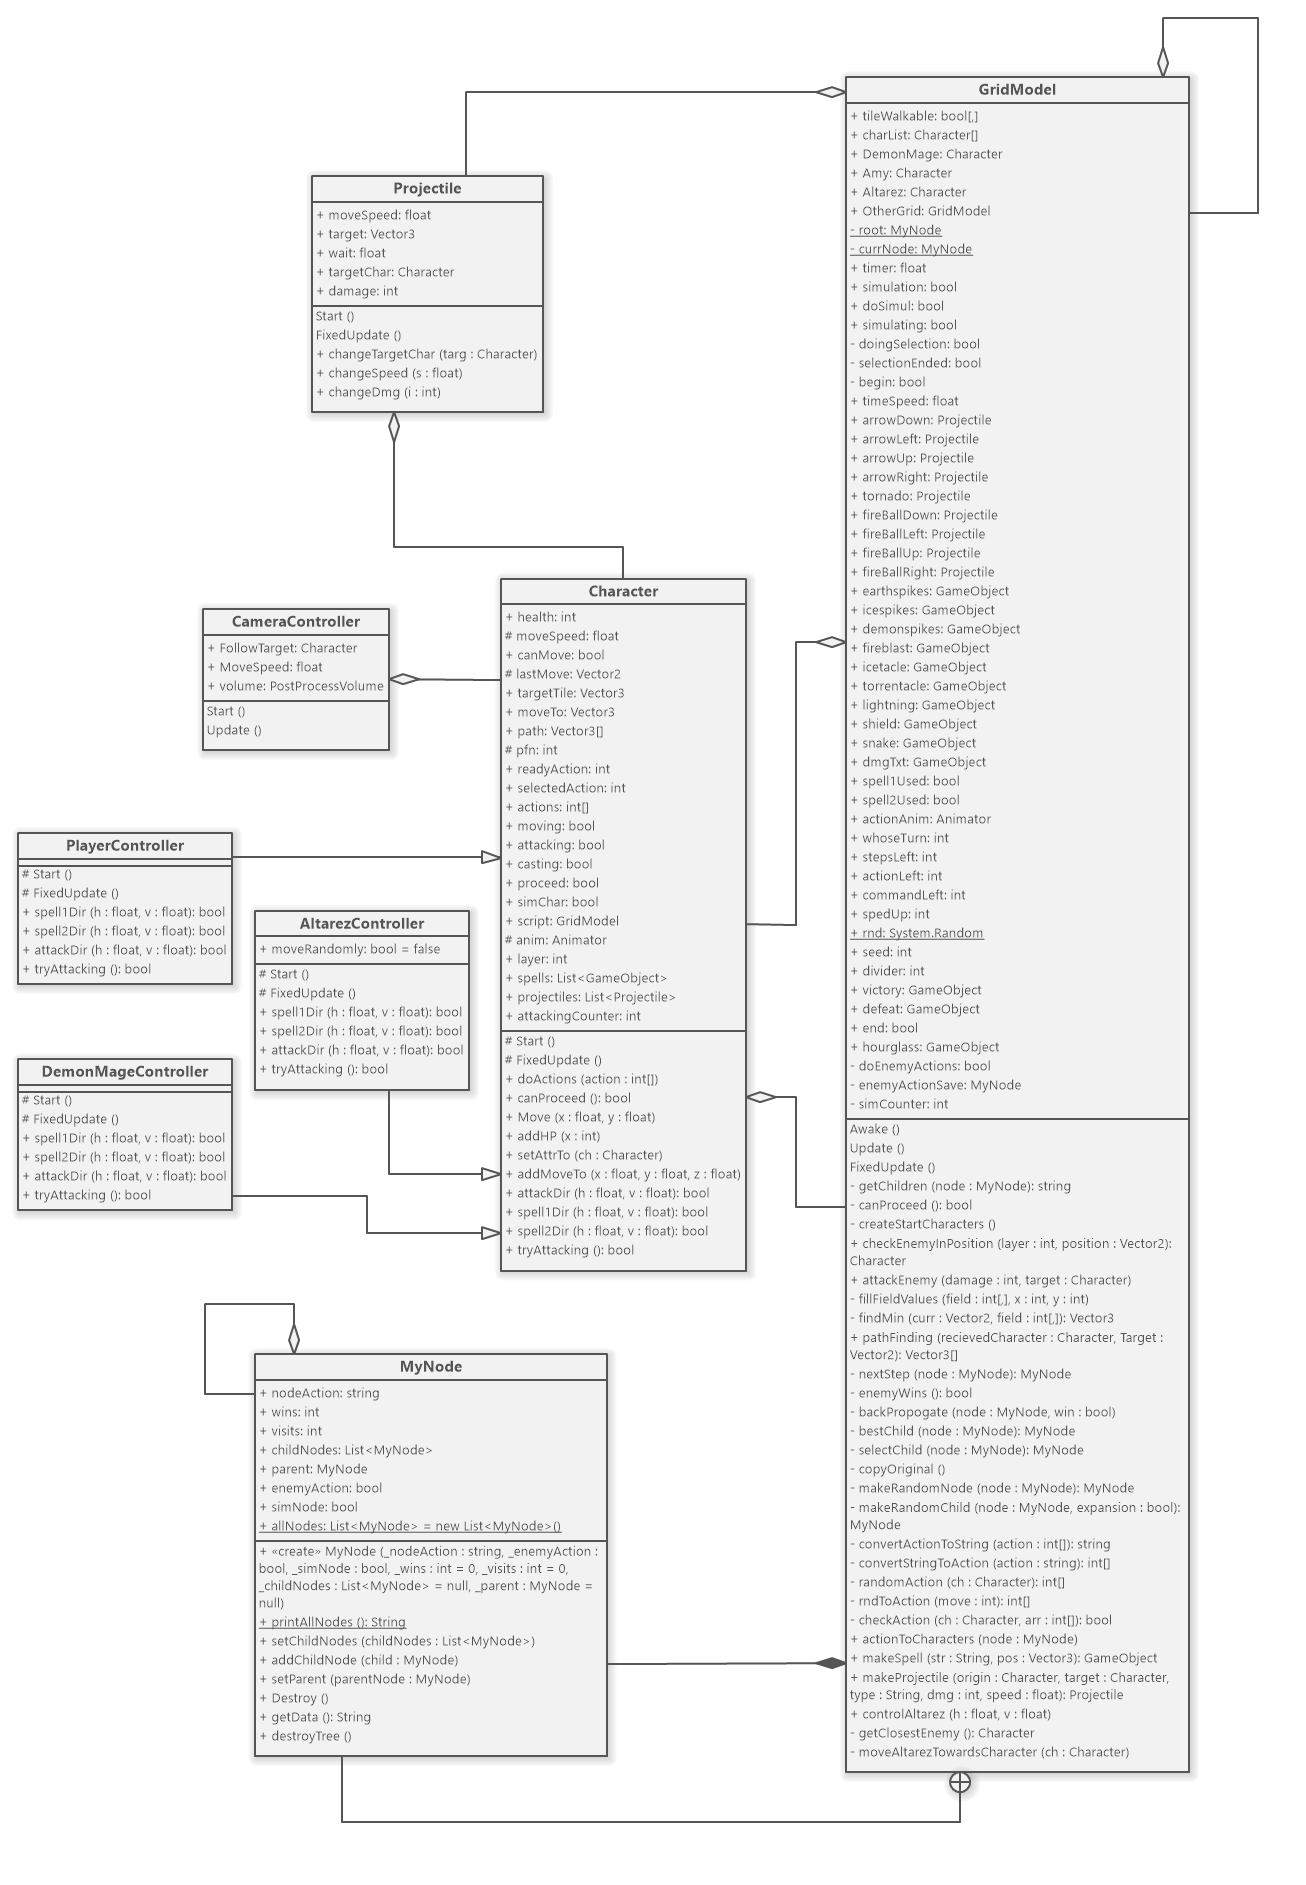 GridModel
+ tileWalkable: bool[,]
+ charList: Character[]
+ DemonMage: Character
+ Amy: Character
+ Altarez: Character
+ OtherGrid: GridModel
- root: MyNode
- currNode: MyNode
+ timer: float
+ simulation: bool
+ doSimul: bool
+ simulating: bool
- doingSelection: bool
- selectionEnded: bool
- begin: bool
+ timeSpeed: float
+ arrowDown: Projectile
+ arrowLeft: Projectile
+ arrowUp: Projectile
+ arrowRight: Projectile
+ tornado: Projectile
+ fireBallDown: Projectile
+ fireBallLeft: Projectile
+ fireBallUp: Projectile
+ fireBallRight: Projectile
+ earthspikes: GameObject
+ icespikes: GameObject
+ demonspikes: GameObject
+ fireblast: GameObject
+ icetacle: GameObject
+ torrentacle: GameObject
+ lightning: GameObject
+ shield: GameObject
+ snake: GameObject
+ dmgTxt: GameObject
+ spell1Used: bool
+ spell2Used: bool
+ actionAnim: Animator
+ whoseTurn: int
+ stepsLeft: int
+ actionLeft: int
+ commandLeft: int
+ spedUp: int
+ rnd: System.Random
+ seed: int
+ divider: int
+ victory: GameObject
+ defeat: GameObject
+ end: bool
+ hourglass: GameObject
- doEnemyActions: bool
- enemyActionSave: MyNode
- simCounter: int
Awake ()
Update ()
FixedUpdate ()
- getChildren (node : MyNode): string
- canProceed (): bool
- createStartCharacters ()
+ checkEnemyInPosition (layer : int, position : Vector2):
Character
+ attackEnemy (damage : int, target : Character)
- fillFieldValues (field : int[,], x : int, y : int)
- findMin (curr : Vector2, field : int[,]): Vector3
+ pathFinding (recievedCharacter : Character, Target :
Vector2): Vector3[]
- nextStep (node : MyNode): MyNode
- enemyWins (): bool
- backPropogate (node : MyNode, win : bool)
- bestChild (node : MyNode): MyNode
- selectChild (node : MyNode): MyNode
- copyOriginal ()
- makeRandomNode (node : MyNode): MyNode
- makeRandomChild (node : MyNode, expansion : bool):
MyNode
- convertActionToString (action : int[]): string
- convertStringToAction (action : string): int[]
- randomAction (ch : Character): int[]
- rndToAction (move : int): int[]
- checkAction (ch : Character, arr : int[]): bool
+ actionToCharacters (node : MyNode)
+ makeSpell (str : String, pos : Vector3): GameObject
+ makeProjectile (origin : Character, target : Character,
type : String, dmg : int, speed : float): Projectile
+ controlAltarez (h : float, v : float)
- getClosestEnemy (): Character
- moveAltarezTowardsCharacter (ch : Character)
Projectile
+ moveSpeed: float
+ target: Vector3
+ wait: float
+ targetChar: Character
+ damage: int
Start ()
FixedUpdate ()
+ changeTargetChar (targ : Character)
+ changeSpeed (s : float)
+ changeDmg (i : int)
Character
+ health: int
# moveSpeed: float
+ canMove: bool
# lastMove: Vector2
+ targetTile: Vector3
+ moveTo: Vector3
+ path: Vector3[]
# pfn: int
+ readyAction: int
+ selectedAction: int
+ actions: int[]
+ moving: bool
+ attacking: bool
+ casting: bool
+ proceed: bool
+ simChar: bool
+ script: GridModel
# anim: Animator
+ layer: int
+ spells: List<GameObject>
+ projectiles: List<Projectile>
+ attackingCounter: int
# Start ()
# FixedUpdate ()
+ doActions (action : int[])
+ canProceed (): bool
+ Move (x : float, y : float)
+ addHP (x : int)
+ setAttrTo (ch : Character)
+ addMoveTo (x : float, y : float, z : float)
+ attackDir (h : float, v : float): bool
+ spell1Dir (h : float, v : float): bool
+ spell2Dir (h : float, v : float): bool
+ tryAttacking (): bool
CameraController
+ FollowTarget: Character
+ MoveSpeed: float
+ volume: PostProcessVolume
Start ()
Update ()
PlayerController
# Start ()
# FixedUpdate ()
+ spell1Dir (h : float, v : float): bool
+ spell2Dir (h : float, v : float): bool
+ attackDir (h : float, v : float): bool
+ tryAttacking (): bool
AltarezController
+ moveRandomly: bool = false
# Start ()
# FixedUpdate ()
+ spell1Dir (h : float, v : float): bool
+ spell2Dir (h : float, v : float): bool
+ attackDir (h : float, v : float): bool
+ tryAttacking (): bool
DemonMageController
# Start ()
# FixedUpdate ()
+ spell1Dir (h : float, v : float): bool
+ spell2Dir (h : float, v : float): bool
+ attackDir (h : float, v : float): bool
+ tryAttacking (): bool
MyNode
+ nodeAction: string
+ wins: int
+ visits: int
+ childNodes: List<MyNode>
+ parent: MyNode
+ enemyAction: bool
+ simNode: bool
+ allNodes: List<MyNode> = new List<MyNode>()
+ «create» MyNode (_nodeAction : string, _enemyAction :
bool, _simNode : bool, _wins : int = 0, _visits : int = 0,
_childNodes : List<MyNode> = null, _parent : MyNode =
null)
+ printAllNodes (): String
+ setChildNodes (childNodes : List<MyNode>)
+ addChildNode (child : MyNode)
+ setParent (parentNode : MyNode)
+ Destroy ()
+ getData (): String
+ destroyTree ()